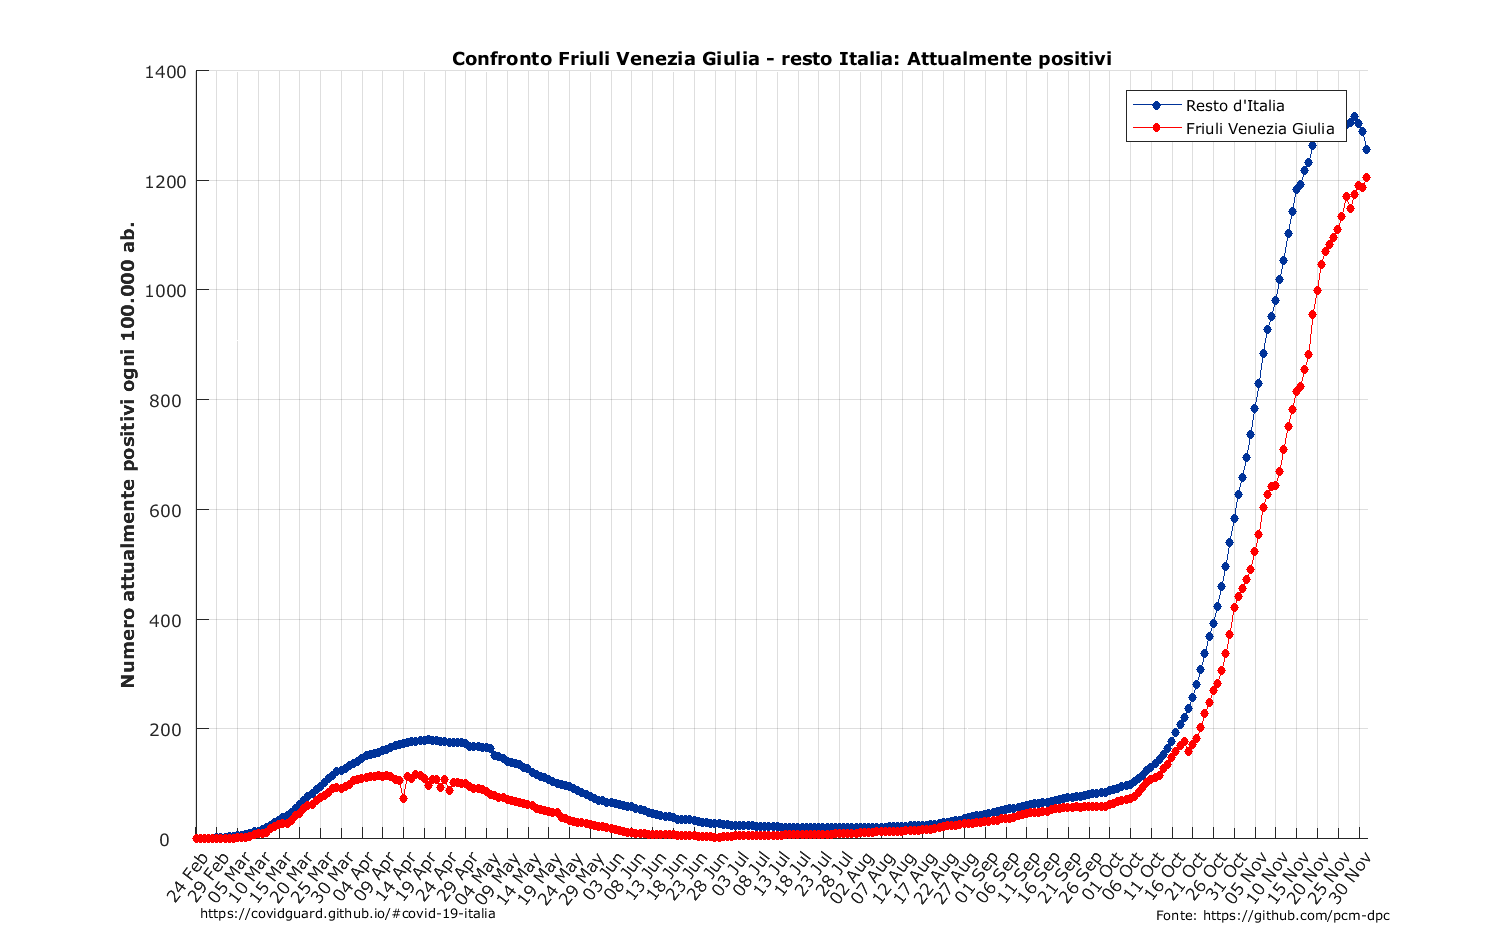 Confronto Friuli Venezia Giulia - resto Italia: Attualmente positivi
Resto d'Italia
Friuli Venezia Giulia
Numero attualmente positivi ogni 100.000 ab.
1400
1200
1000
800
600
400
200
0
24 Feb
29 Feb
05 Mar
10 Mar
15 Mar
20 Mar
25 Mar
30 Mar
04 Apr
09 Apr
14 Apr
19 Apr
24 Apr
29 Apr
04 May
09 May
14 May
19 May
24 May
29 May
03 Jun
08 Jun
13 Jun
18 Jun
23 Jun
28 Jun
03 Jul
08 Jul
13 Jul
18 Jul
23 Jul
28 Jul
02 Aug
07 Aug
12 Aug
17 Aug
22 Aug
27 Aug
01 Sep
06 Sep
11 Sep
16 Sep
21 Sep
26 Sep
01 Oct
06 Oct
11 Oct
16 Oct
21 Oct
26 Oct
31 Oct
05 Nov
10 Nov
15 Nov
20 Nov
25 Nov
30 Nov
https://covidguard.github.io/#covid-19-italia
Fonte: https://github.com/pcm-dpc